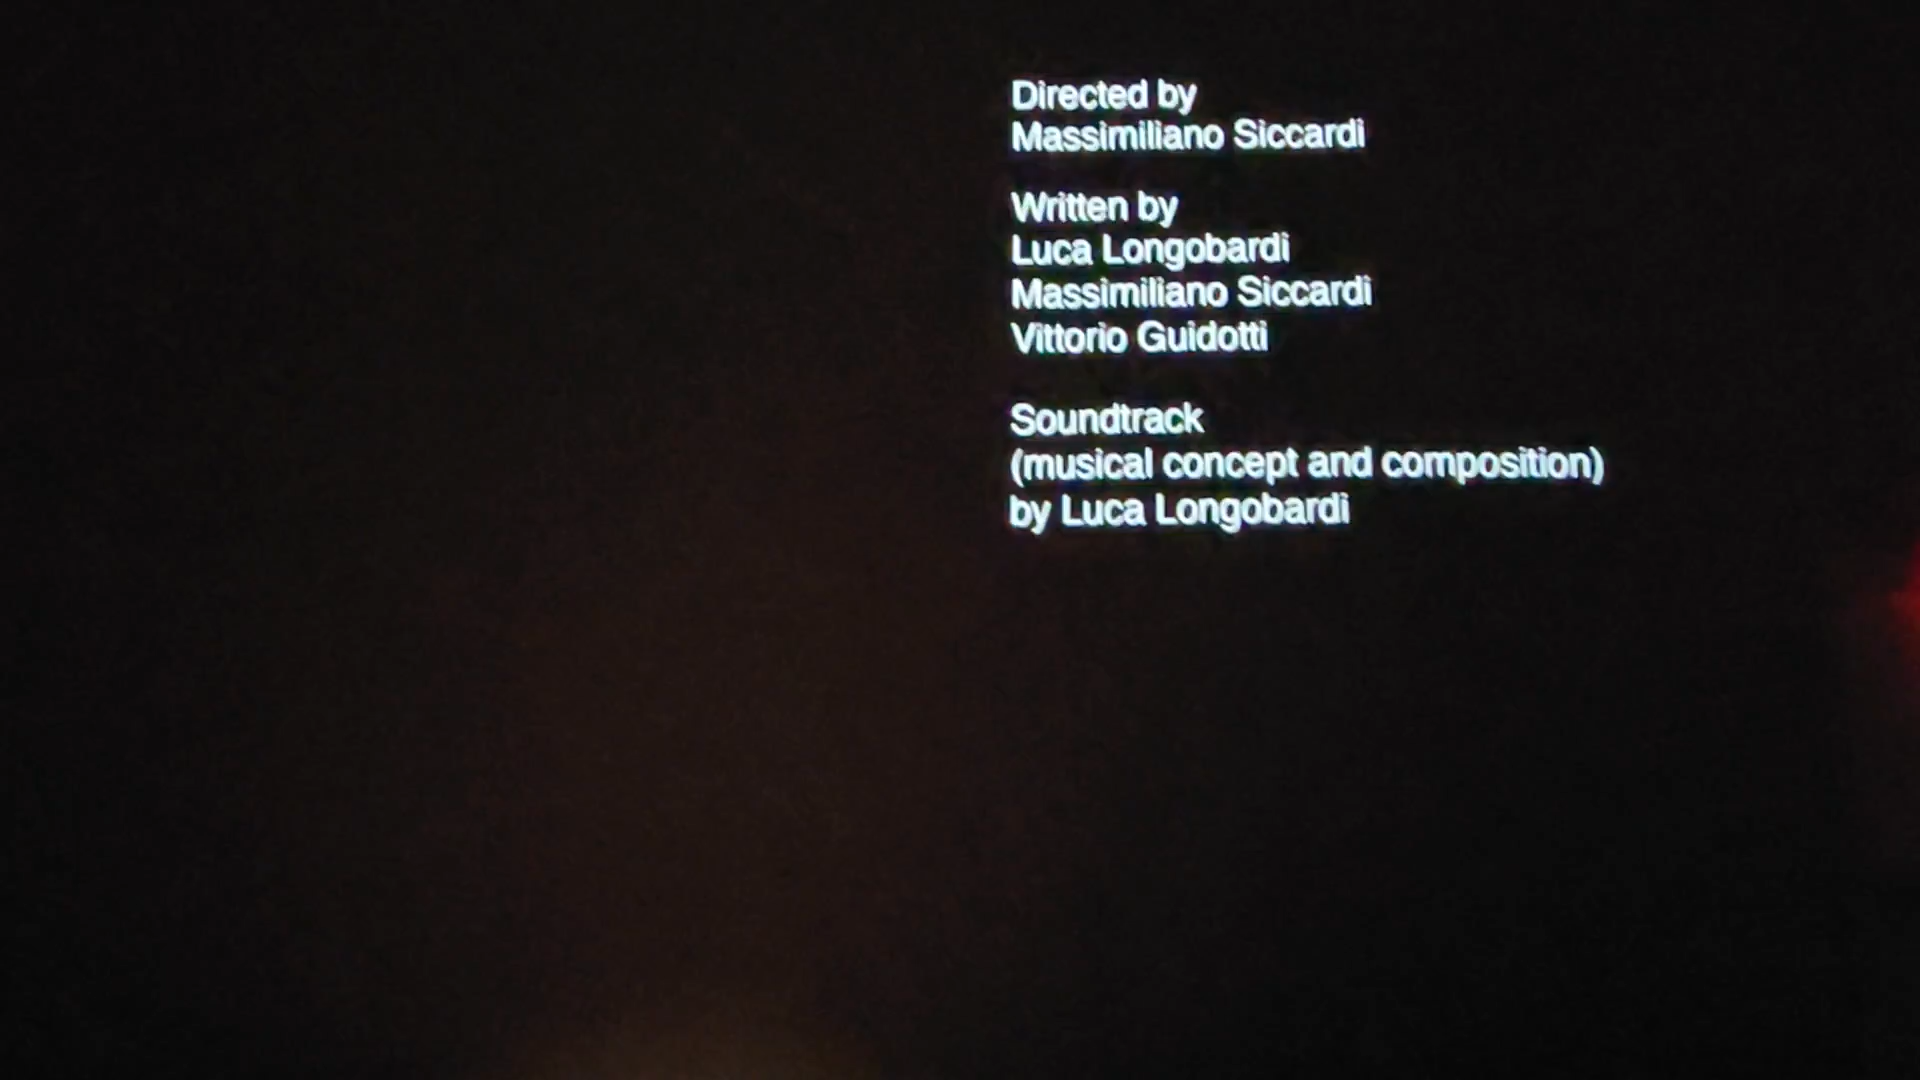 Directed by
Massimiliano Siccardi
Written by
Luca Longobardi
Massimiliano Siccardi
Vittorio Guidotti
Soundtrack
(musical concept and composition)
by Luca Longobardi